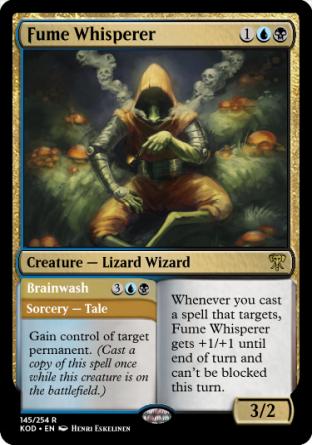 Fume Whisperer 1
Creature — Lizard Wizard
Brainwash 3
Sorcery — Tale
Gain control of target
permanent. (Cast a
copy of this spell once
while this creature is
on the battlefield.)
Whenever you cast
a spell that targets,
Fume Whisperer
gets +1/+1 until
end of turn and
can't be blocked
this turn.
3/2
145/254 R
KOD • EN Henri Eskelinen